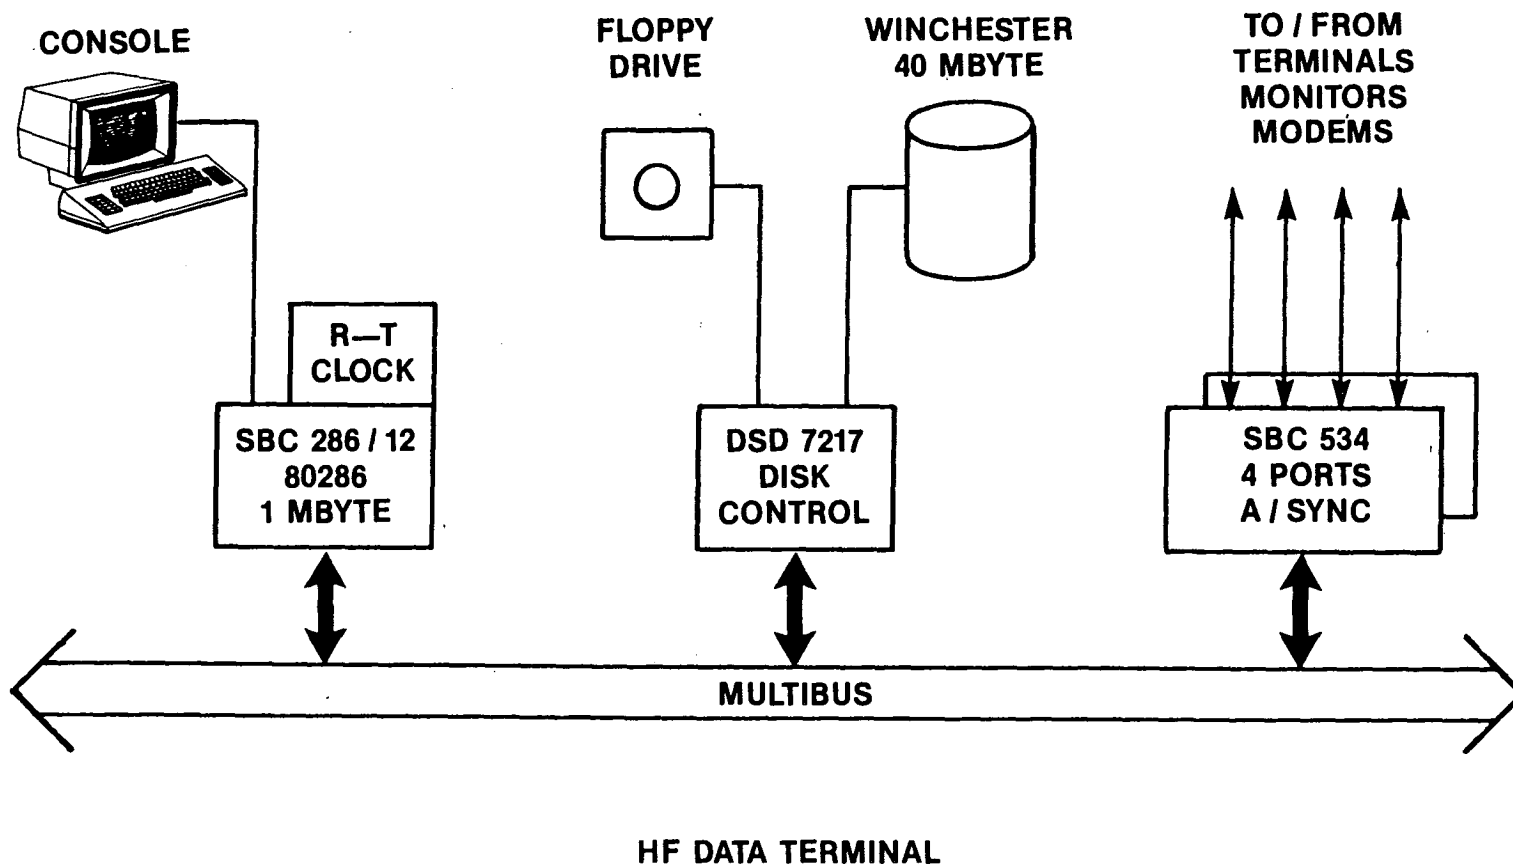 CONSOLE
FLOPPY
DRIVE
WINCHESTER
40 MBYTE
TO / FROM
TERMINALS
MONITORS
MODEMS
R—T
CLOCK
SBC 286 / 12
80286
1 MBYTE
DSD 7217
DISK
CONTROL
SBC 534
4 PORTS
A / SYNC
MULTIBUS
HF DATA TERMINAL